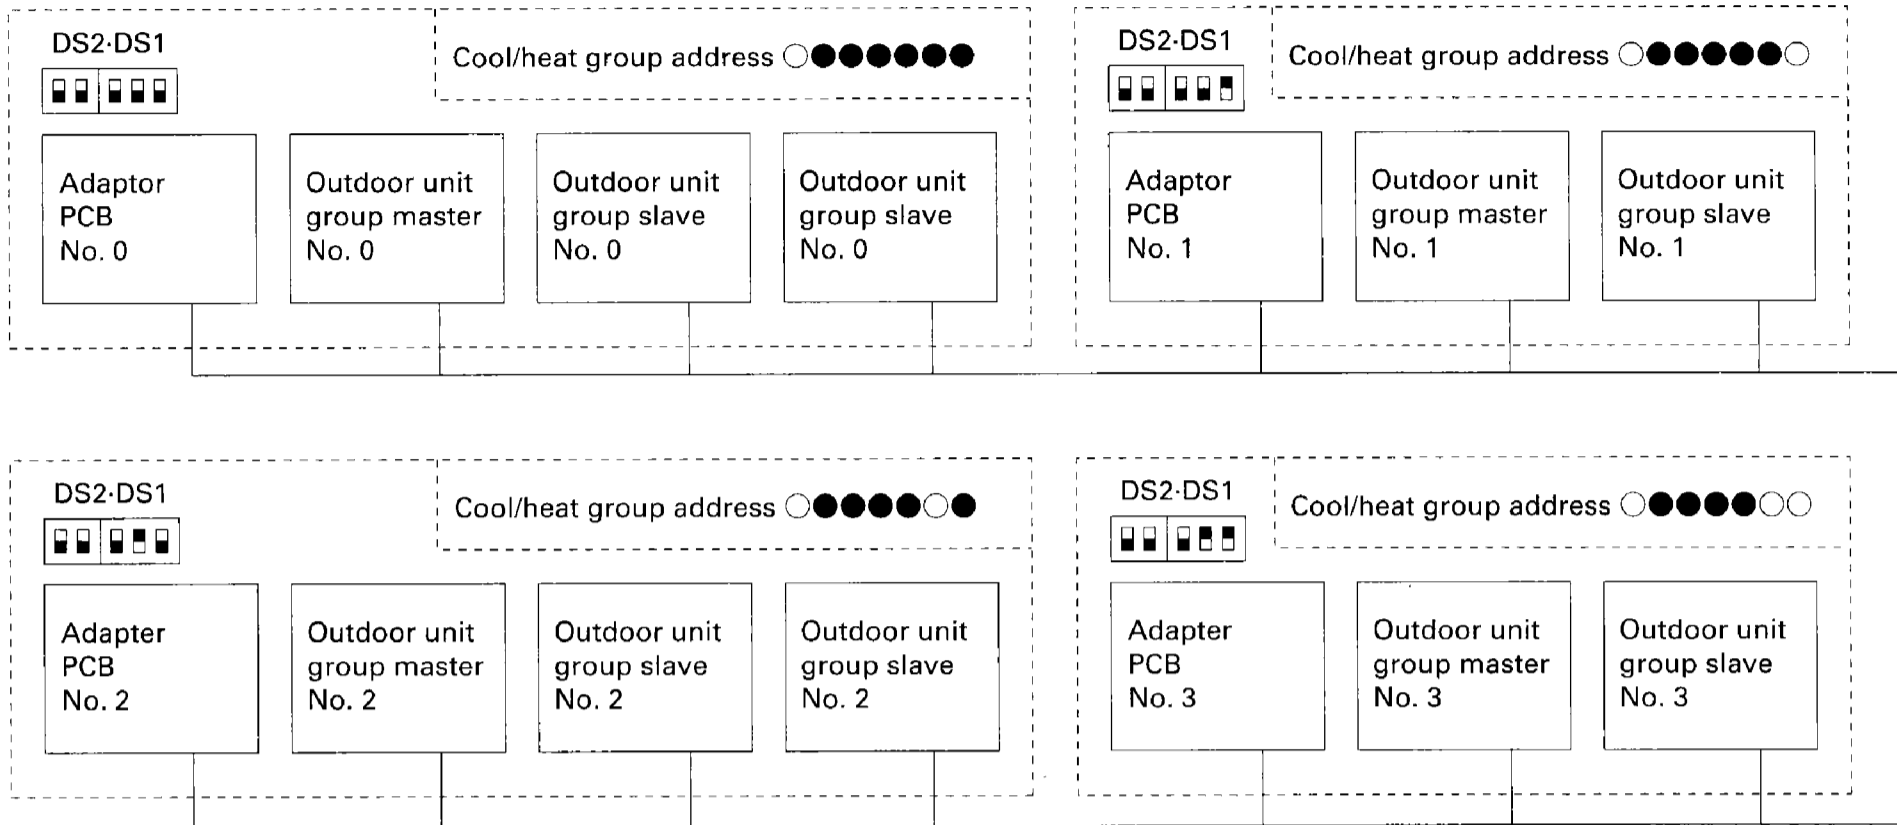 DS2·DS1
Cool/heat group address ○●●●●●●
Adaptor
PCB
No. 0
Outdoor unit
group master
No. 0
Outdoor unit
group slave
No. 0
Outdoor unit
group slave
No. 0
DS2·DS1
Cool/heat group address ○●●●●●○
Adaptor
PCB
No. 1
Outdoor unit
group master
No. 1
Outdoor unit
group slave
No. 1
DS2·DS1
Cool/heat group address ○●●●●○●
Adapter
PCB
No. 2
Outdoor unit
group master
No. 2
Outdoor unit
group slave
No. 2
Outdoor unit
group slave
No. 2
DS2·DS1
Cool/heat group address ○●●●●○○
Adapter
PCB
No. 3
Outdoor unit
group master
No. 3
Outdoor unit
group slave
No. 3